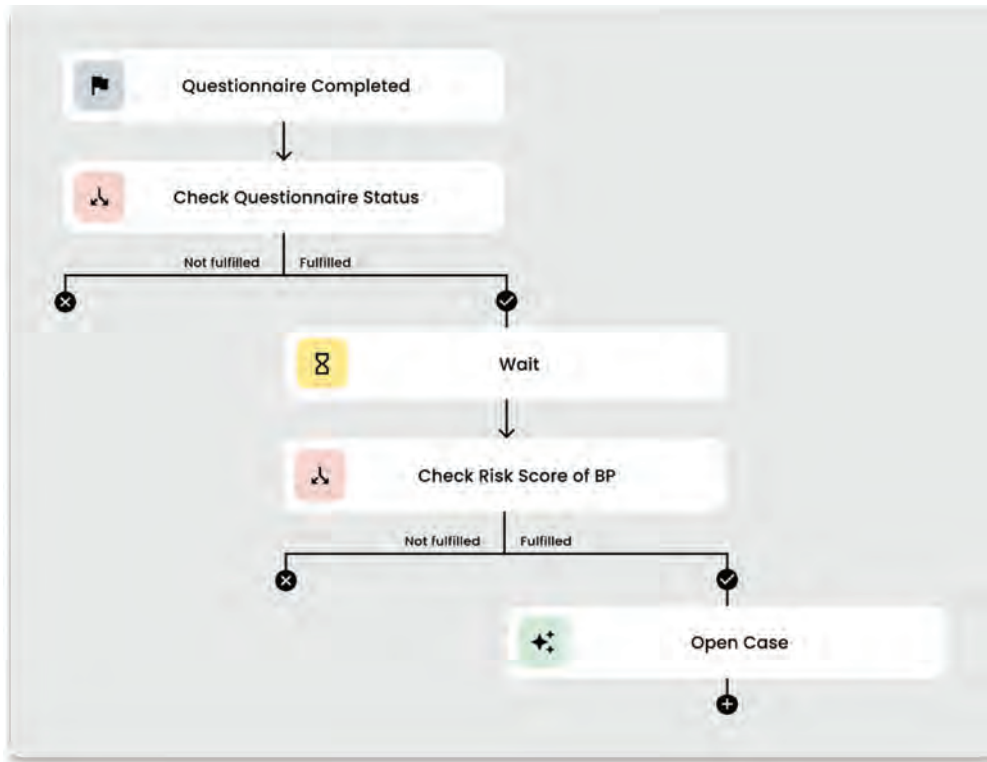 Questionnaire Completed
Check Questionnaire Status
Not fulfilled
Fulfilled
Wait
Check Risk Score of BP
Not fulfilled
Fulfilled
Open Case